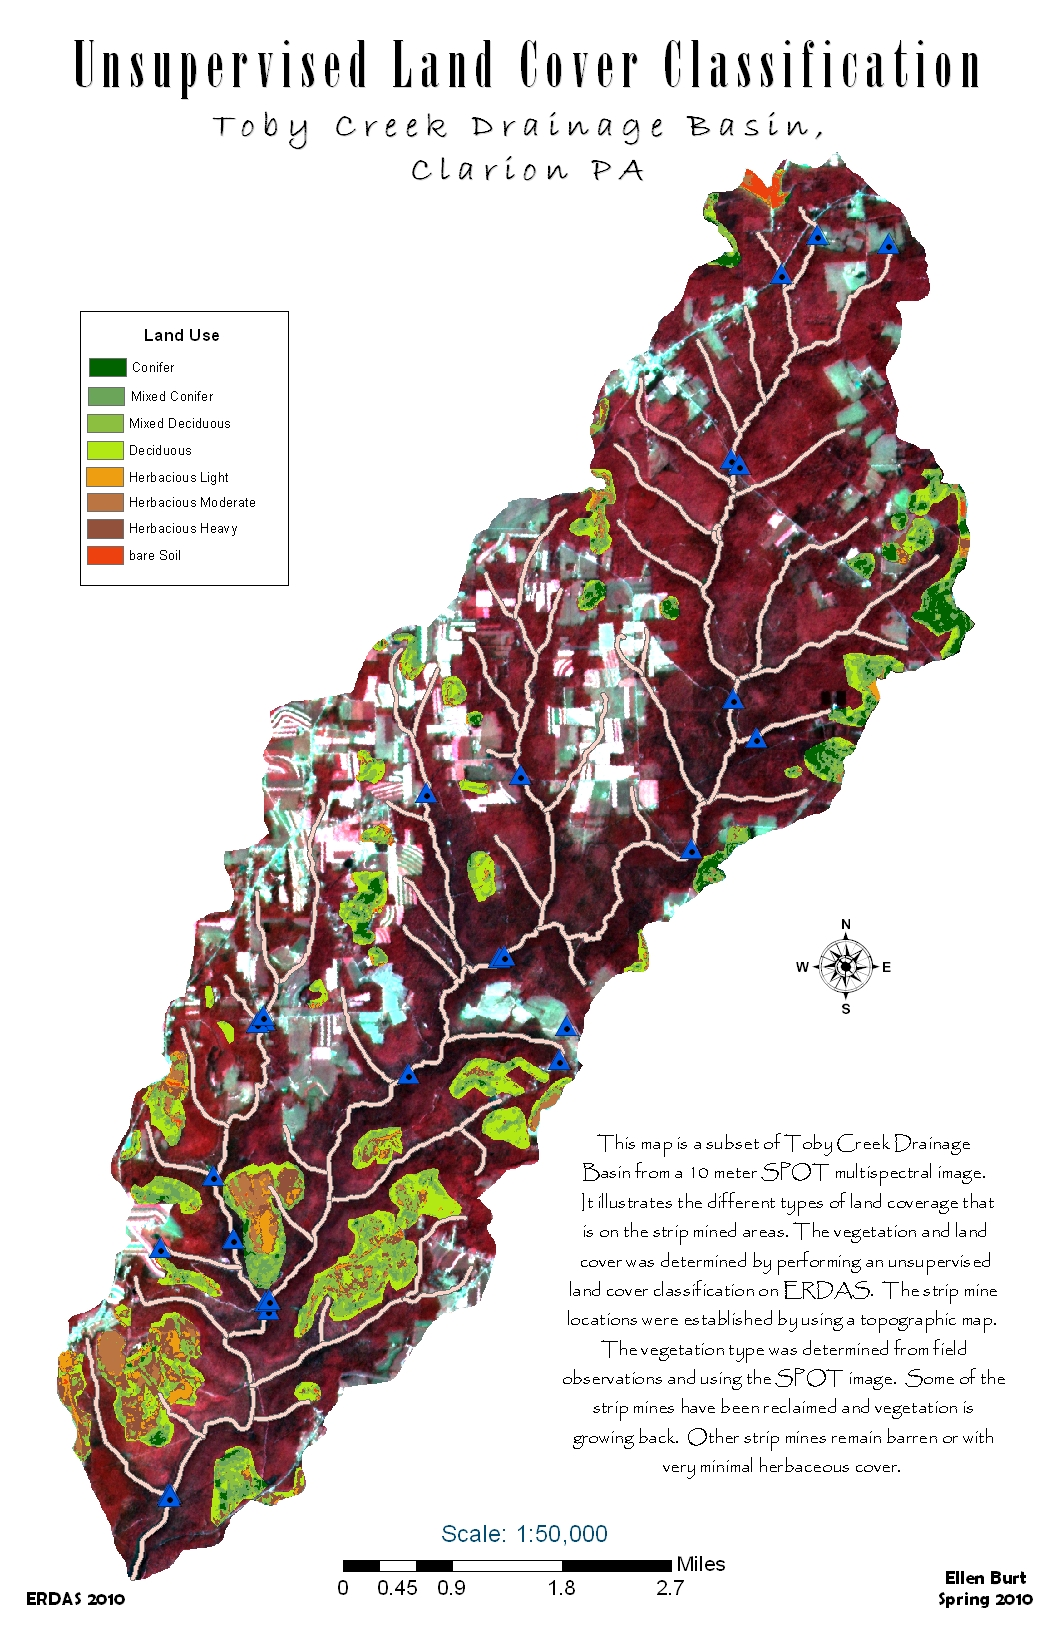 Unsupervised Land Cover Classification
Toby Creek Drainage Basin,
Clarion PA
Land Use
Conifer
Mixed Conifer
Mixed Deciduous
Deciduous
Herbacious Light
Herbacious Moderate
Herbacious Heavy
bare Soil
N
W E
S
This map is a subset of Toby Creek Drainage
Basin from a 10 meter SPOT multispectral image.
It illustrates the different types of land coverage that
is on the strip mined areas. The vegetation and land
cover was determined by performing an unsupervised
land cover classification on ERDAS. The strip mine
locations were established by using a topographic map.
The vegetation type was determined from field
observations and using the SPOT image. Some of the
strip mines have been reclaimed and vegetation is
growing back. Other strip mines remain barren or with
very minimal herbaceous cover.
Scale: 1:50,000
Miles
0 0.45 0.9 1.8 2.7
ERDAS 2010
Ellen Burt
Spring 2010